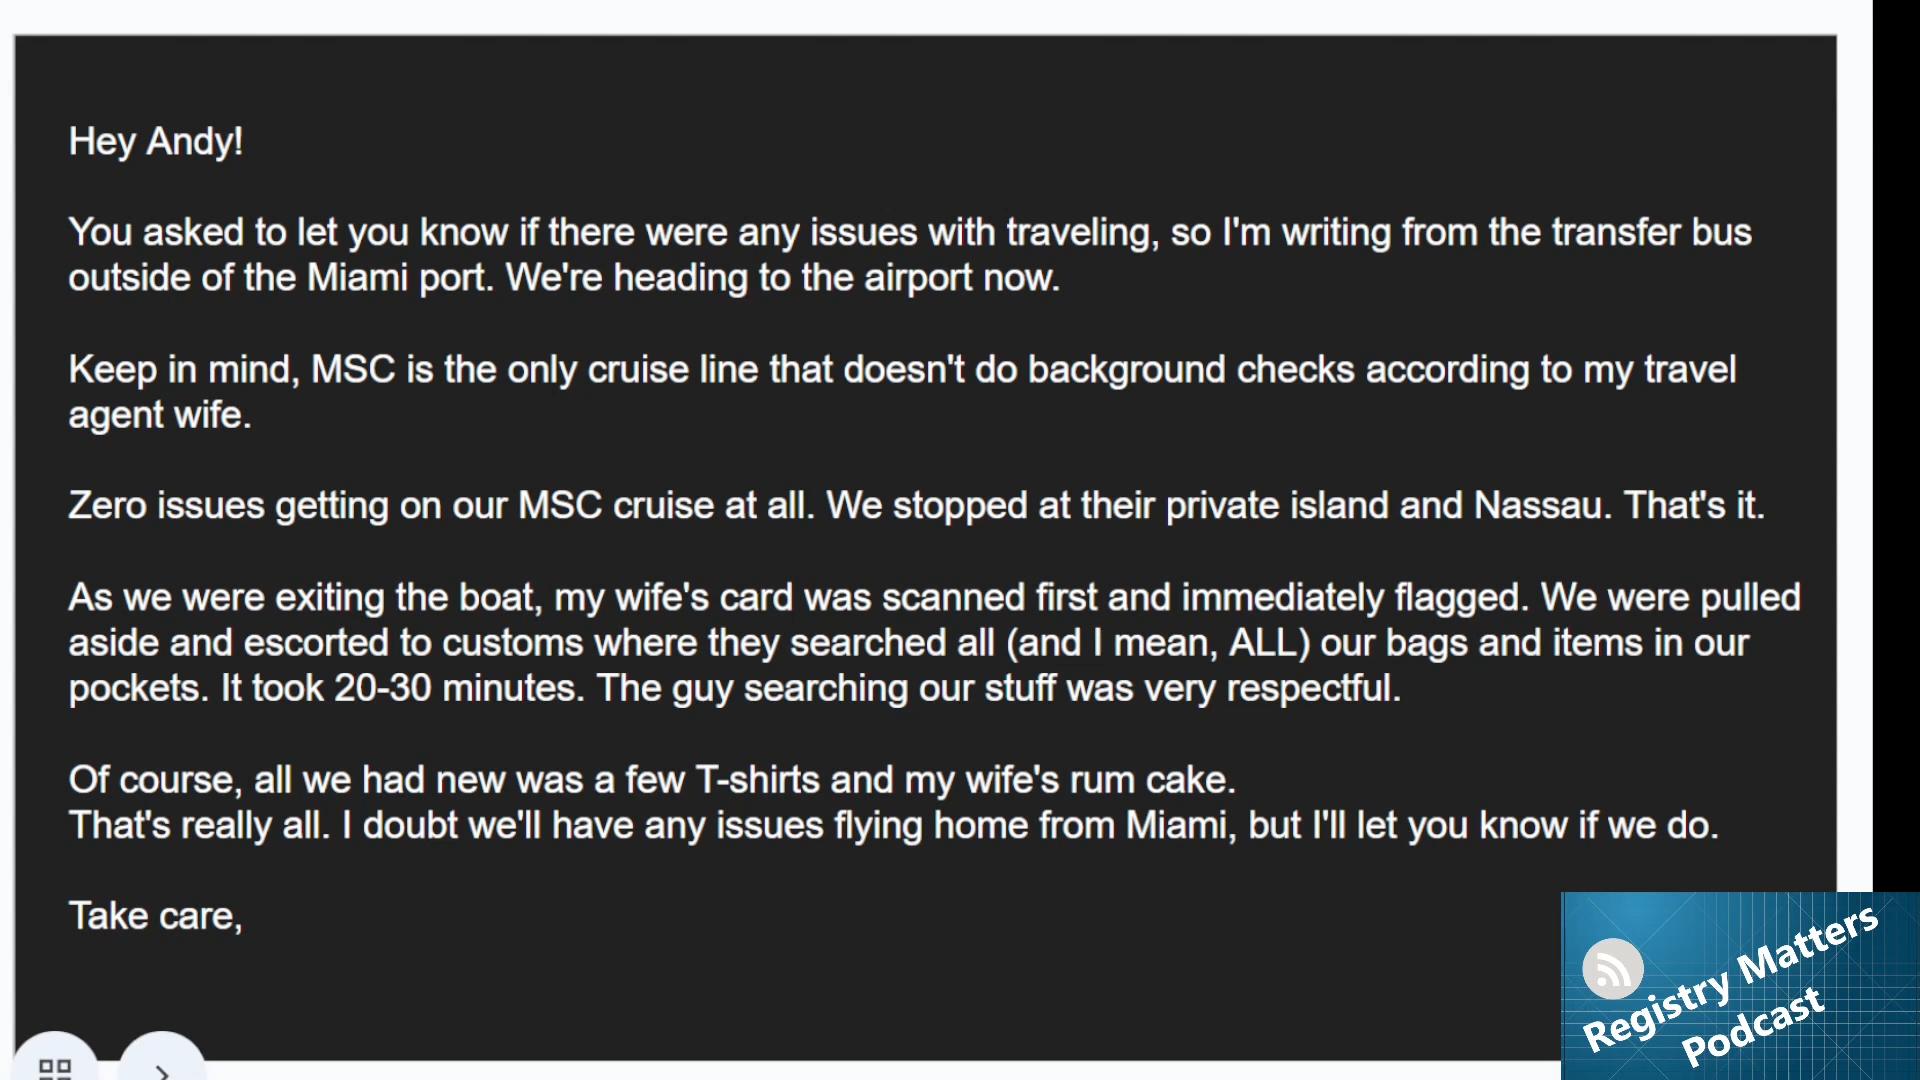 Hey Andy!
You asked to let you know if there were any issues with traveling, so I'm writing from the transfer bus
outside of the Miami port. We're heading to the airport now.
Keep in mind, MSC is the only cruise line that doesn't do background checks according to my travel
agent wife.
Zero issues getting on our MSC cruise at all. We stopped at their private island and Nassau. That's it.
As we were exiting the boat, my wife's card was scanned first and immediately flagged. We were pulled
aside and escorted to customs where they searched all (and I mean, ALL) our bags and items in our
pockets. It took 20-30 minutes. The guy searching our stuff was very respectful.
Of course, all we had new was a few T-shirts and my wife's rum cake.
That's really all. I doubt we'll have any issues flying home from Miami, but I'll let you know if we do.
Take care,
Registry Matters
Podcast